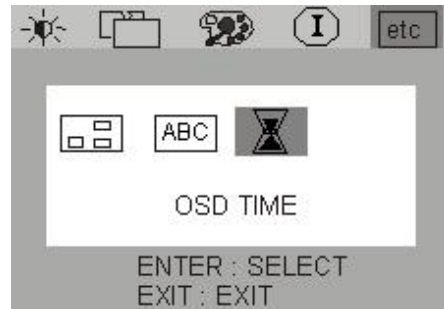 I etc
ABC
OSD TIME
ENTER : SELECT
EXIT : EXIT